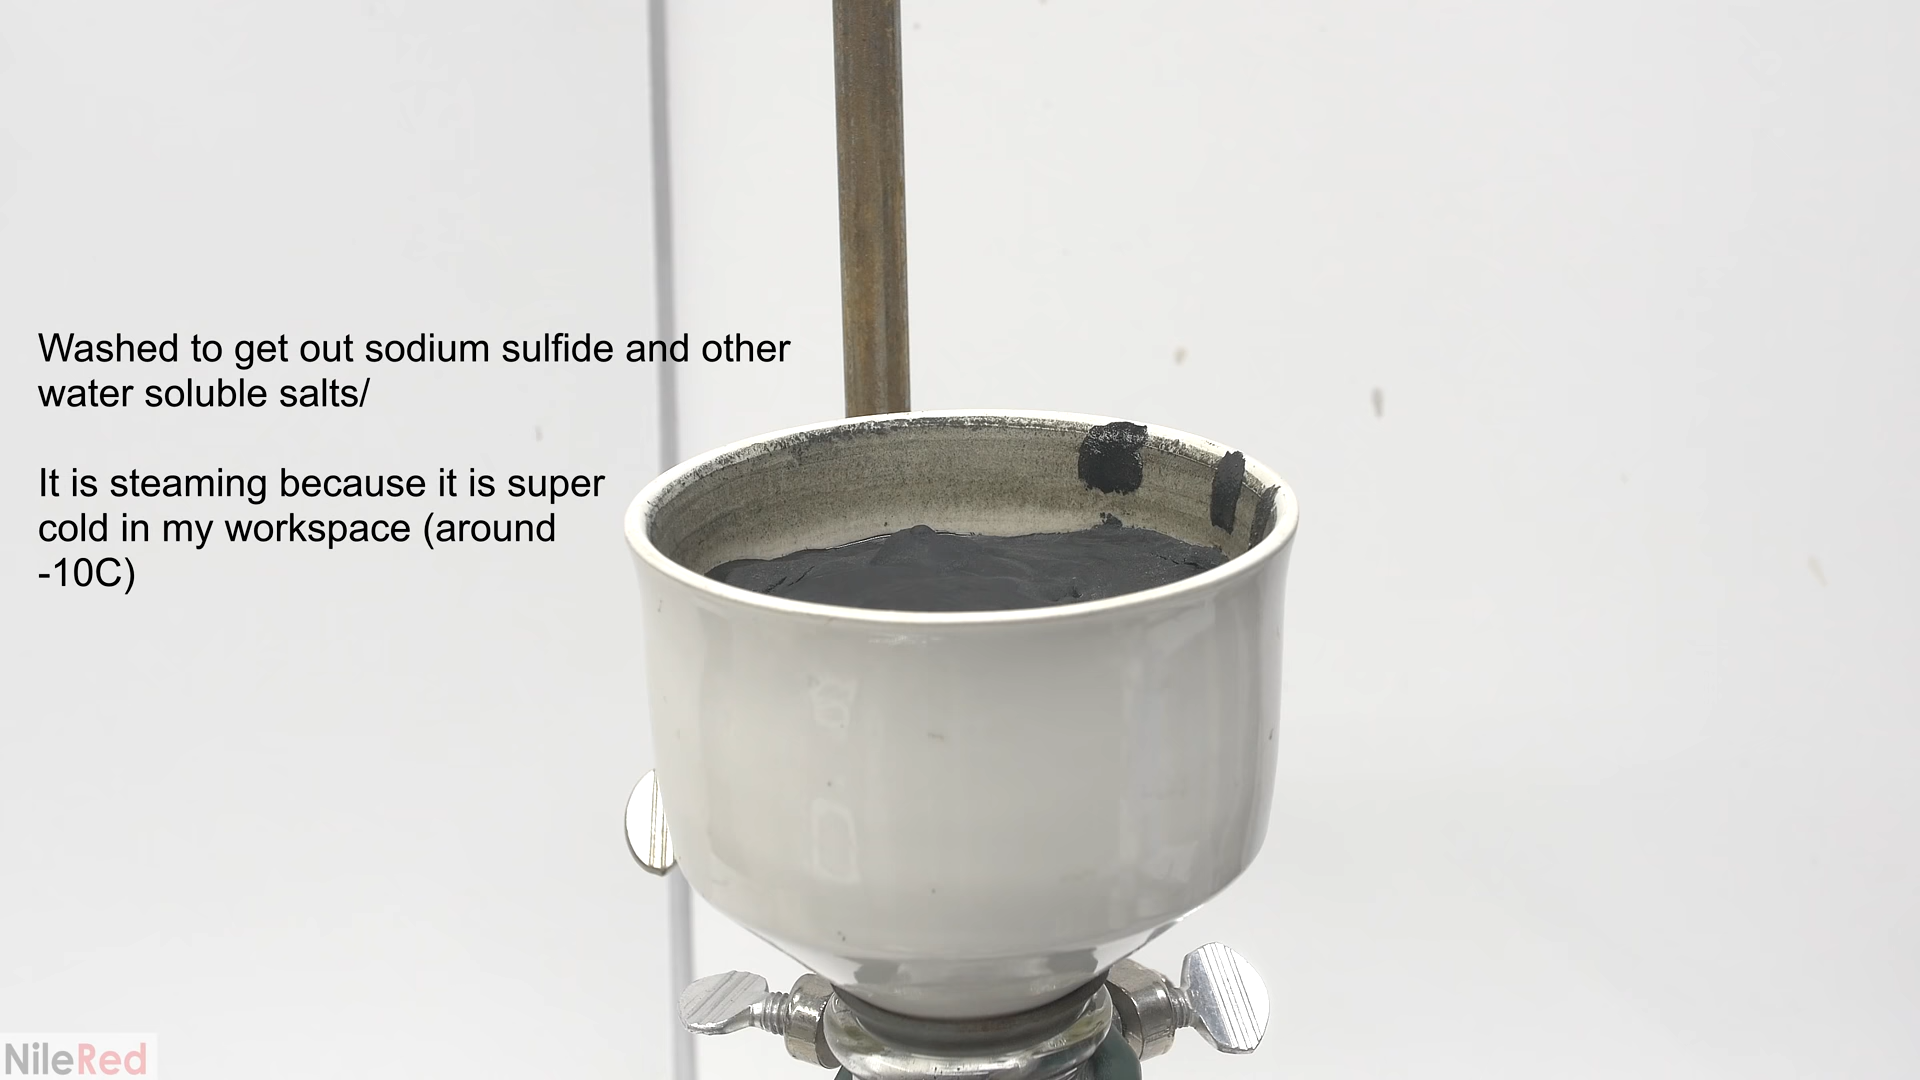 Washed to get out sodium sulfide and other
water soluble salts/
It is steaming because it is super
cold in my workspace (around
-10C)
NileRed